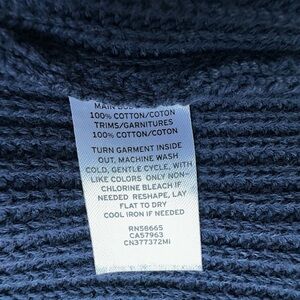 MAIN BODY
100% COTTON/COTON
TRIMS/GARNITURES
100% COTTON/COTON
TURN GARMENT INSIDE
OUT, MACHINE WASH
COLD, GENTLE CYCLE, WITH
LIKE COLORS ONLY NON-
CHLORINE BLEACH IF
NEEDED RESHAPE, LAY
FLAT TO DRY
COOL IRON IF NEEDED
RN58665
CA57963
CN377372MI